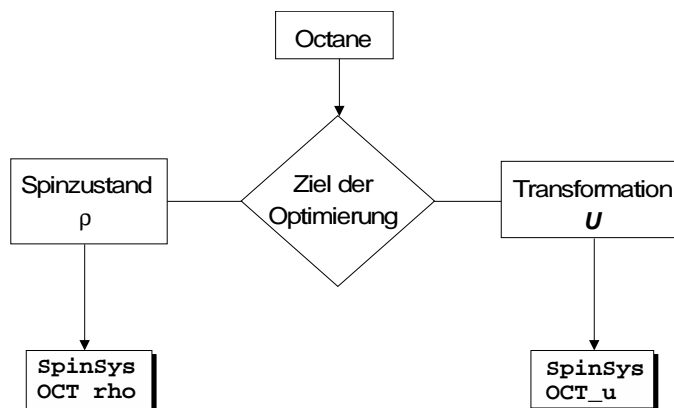 Octane
Ziel der
Optimierung
Spinzustand
ρ
Transformation
U
SpinSys
OCT rho
SpinSys
OCT_u